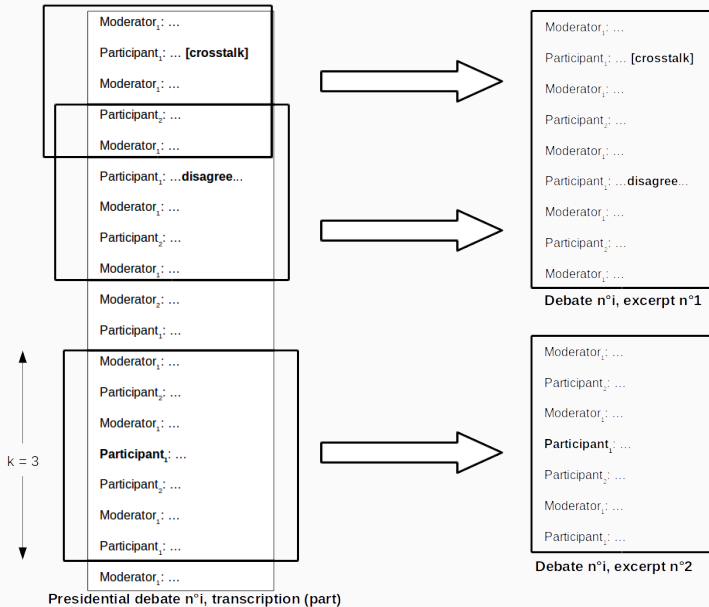 Moderator₁: ...
Participant₁: ... [crosstalk]
Moderator₁: ...
Participant₂: ...
Moderator₁: ...
Participant₁: ...disagree...
Moderator₁: ...
Participant₂: ...
Moderator₁: ...
Moderator₂: ...
Participant₁: ...
Moderator₁: ...
Participant₂: ...
Moderator₁: ...
Participant₁: ...
Participant₂: ...
Moderator₁: ...
Participant₁: ...
Moderator₁: ...
k = 3
Presidential debate n°i, transcription (part)
Moderator₁: ...
Participant₁: ... [crosstalk]
Moderator₁: ...
Participant₂: ...
Moderator₁: ...
Participant₁: ...disagree...
Moderator₁: ...
Participant₂: ...
Moderator₁: ...
Debate n°i, excerpt n°1
Moderator₁: ...
Participant₂: ...
Moderator₁: ...
Participant₁: ...
Participant₂: ...
Moderator₁: ...
Participant₁: ...
Debate n°i, excerpt n°2